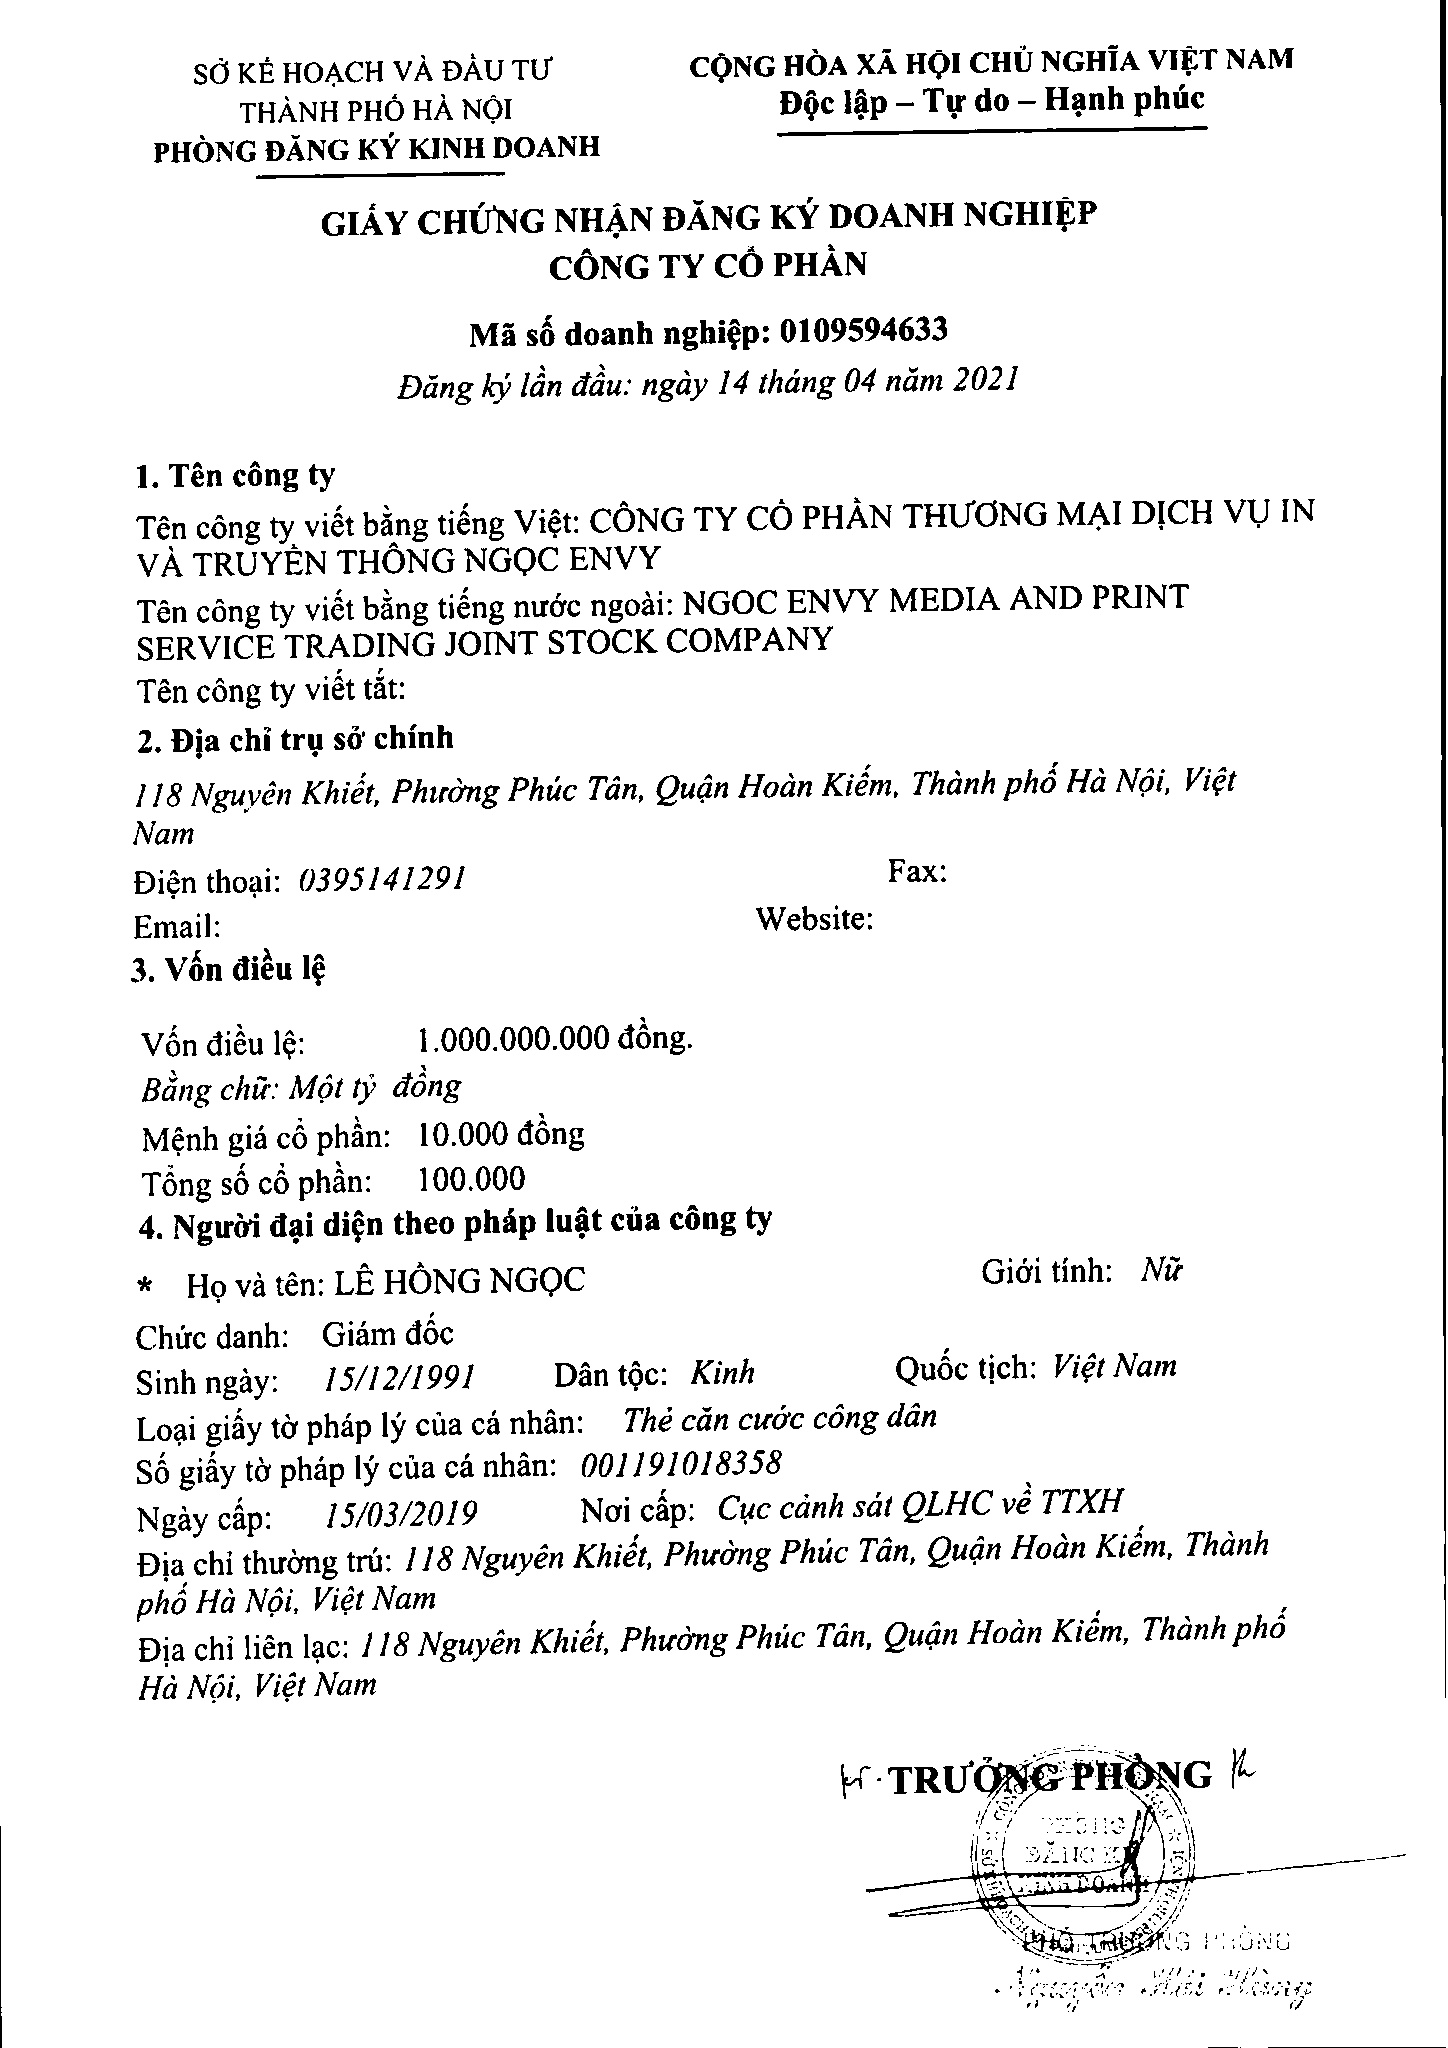 SỞ KẾ HOẠCH VÀ ĐẦU TƯ
THÀNH PHỐ HÀ NỘI
PHÒNG ĐĂNG KÝ KINH DOANH
CỘNG HÒA XÃ HỘI CHỦ NGHĨA VIỆT NAM
Độc lập – Tự do – Hạnh phúc
GIẤY CHỨNG NHẬN ĐĂNG KÝ DOANH NGHIỆP
CÔNG TY CỔ PHẦN
Mã số doanh nghiệp: 0109594633
Đăng ký lần đầu: ngày 14 tháng 04 năm 2021
1. Tên công ty
Tên công ty viết bằng tiếng Việt: CÔNG TY CỔ PHẦN THƯƠNG MẠI DỊCH VỤ IN
VÀ TRUYỀN THÔNG NGỌC ENVY
Tên công ty viết bằng tiếng nước ngoài: NGOC ENVY MEDIA AND PRINT
SERVICE TRADING JOINT STOCK COMPANY
Tên công ty viết tắt:
2. Địa chỉ trụ sở chính
118 Nguyên Khiết, Phường Phúc Tân, Quận Hoàn Kiếm, Thành phố Hà Nội, Việt
Nam
Điện thoại: 0395141291 Fax:
Email: Website:
3. Vốn điều lệ
Vốn điều lệ: 1.000.000.000 đồng.
Bằng chữ: Một tỷ đồng
Mệnh giá cổ phần: 10.000 đồng
Tổng số cổ phần: 100.000
4. Người đại diện theo pháp luật của công ty
* Họ và tên: LÊ HỒNG NGỌC Giới tính: Nữ
Chức danh: Giám đốc
Sinh ngày: 15/12/1991 Dân tộc: Kinh Quốc tịch: Việt Nam
Loại giấy tờ pháp lý của cá nhân: Thẻ căn cước công dân
Số giấy tờ pháp lý của cá nhân: 001191018358
Ngày cấp: 15/03/2019 Nơi cấp: Cục cảnh sát QLHC về TTXH
Địa chỉ thường trú: 118 Nguyên Khiết, Phường Phúc Tân, Quận Hoàn Kiếm, Thành
phố Hà Nội, Việt Nam
Địa chỉ liên lạc: 118 Nguyên Khiết, Phường Phúc Tân, Quận Hoàn Kiếm, Thành phố
Hà Nội, Việt Nam
TRƯỞNG PHÒNG
PHÒNG
ĐĂNG KÝ
KINH DOANH
PHÓ TRƯỞNG PHÒNG
Nguyễn Hải Hùng